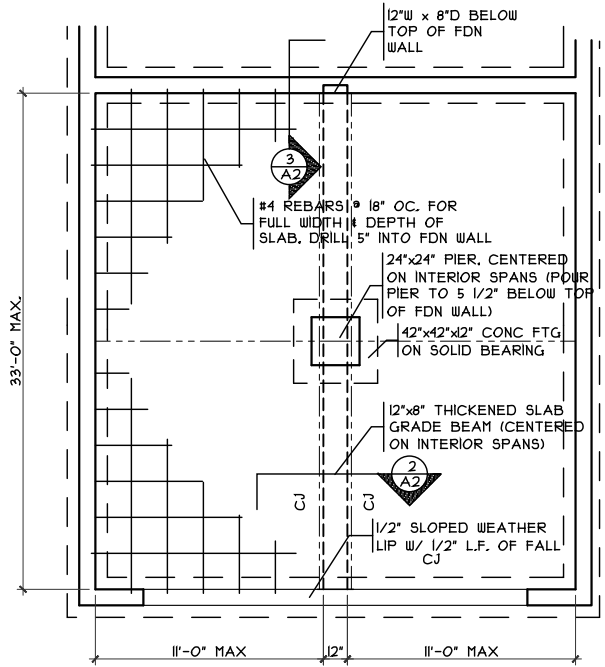 12"W x 8"D BELOW
TOP OF FDN
WALL
3
A2
#4 REBARS @ 18" OC. FOR
FULL WIDTH & DEPTH OF
SLAB. DRILL 5" INTO FDN WALL
24"x24" PIER, CENTERED
ON INTERIOR SPANS (POUR
PIER TO 5 1/2" BELOW TOP
OF FDN WALL)
42"x42"x12" CONC FTG
ON SOLID BEARING
33'-0" MAX.
12"x8" THICKENED SLAB
GRADE BEAM (CENTERED
ON INTERIOR SPANS)
2
A2
CJ
CJ
1/2" SLOPED WEATHER
LIP W/ 1/2" L.F. OF FALL
CJ
11'-0" MAX
12"
11'-0" MAX